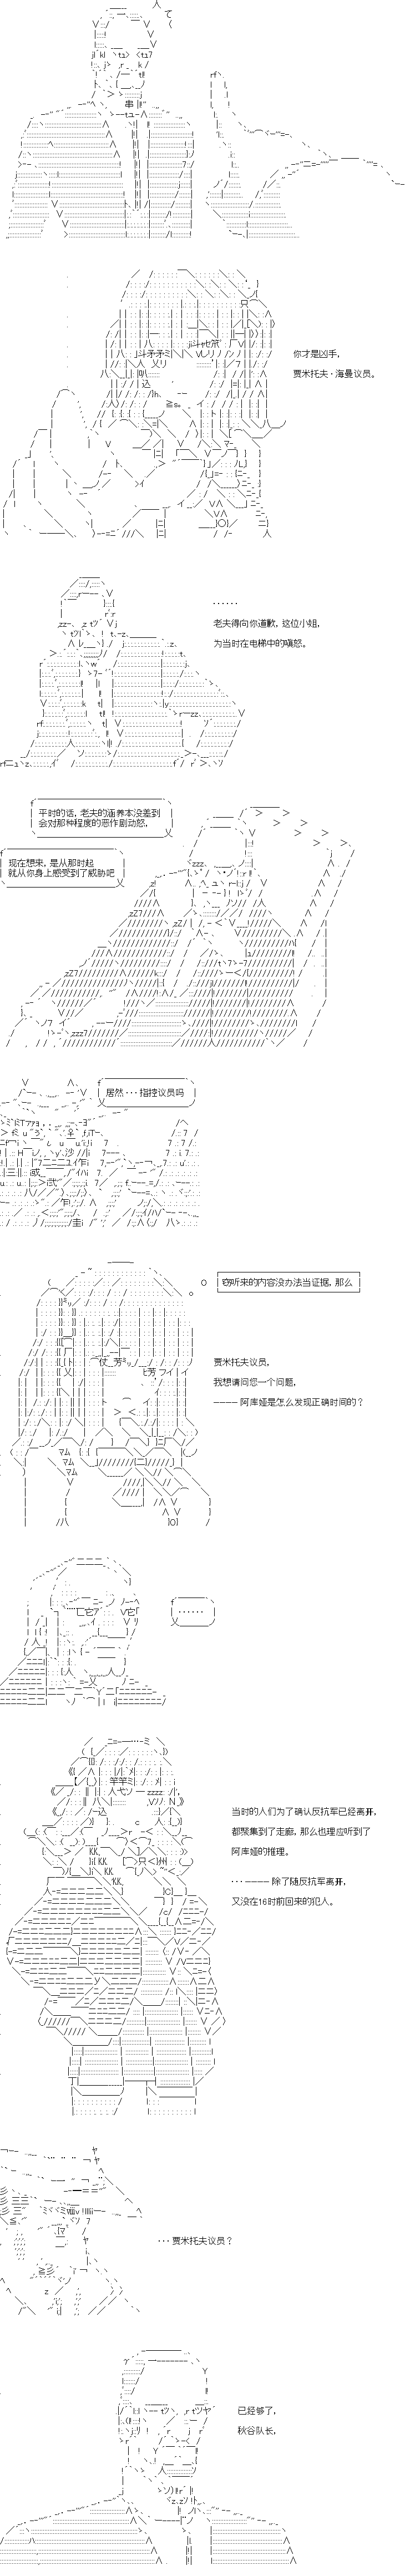 你才是凶手，
贾米托夫·海曼议员。
······
老夫得向你道歉，这位小姐，
为当时在电梯中的嗔怒。
平时的话，老夫的涵养本没差到
会对那种程度的恶作剧动怒，
现在想来，是从那时起
就从你身上感受到了威胁吧
居然···指控议员吗
窃听来的内容没办法当证据，那么
贾米托夫议员，
我想请问您一个问题，
———— 阿库娅是怎么发现正确时间的？
······
当时的人们为了确认反抗军已经离开，
都聚集到了走廊，那么也理应听到了
阿库娅的推理。
···———— 除了随反抗军离开，
又没在16时前回来的犯人。
···贾米托夫议员？
已经够了，
秋谷队长，